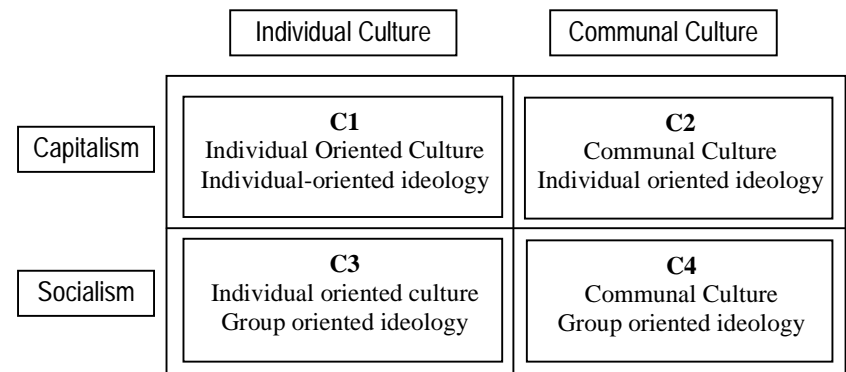 Individual Culture
Communal Culture
Capitalism
C1
Individual Oriented Culture
Individual-oriented ideology
C2
Communal Culture
Individual oriented ideology
Socialism
C3
Individual oriented culture
Group oriented ideology
C4
Communal Culture
Group oriented ideology